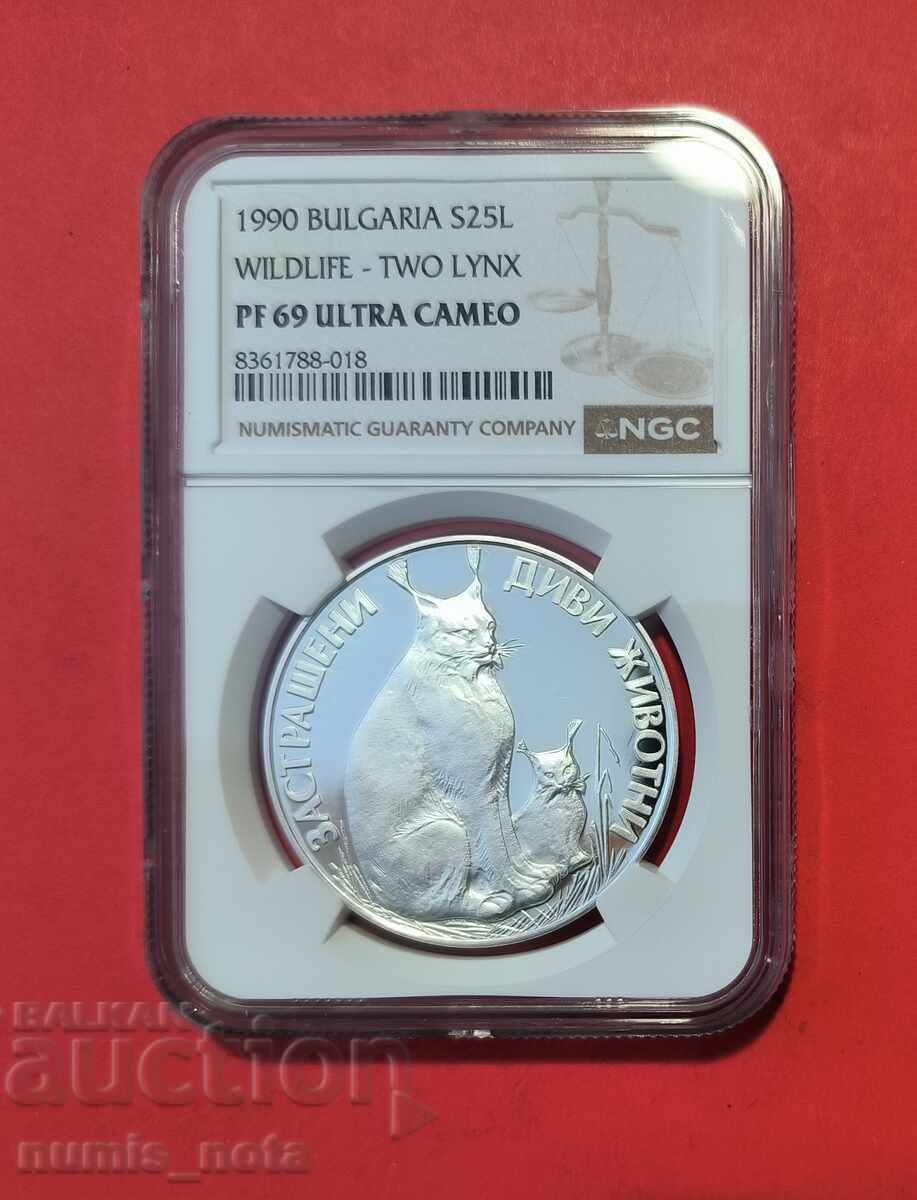 1990 BULGARIA S25L
WILDLIFE - TWO LYNX
PF 69 ULTRA CAMEO
8361788-018
NUMISMATIC GUARANTY COMPANY
NGC
ЗАСТРАШЕНИ ДИВИ ЖИВОТНИ
BALKAN
auction
numis_nota